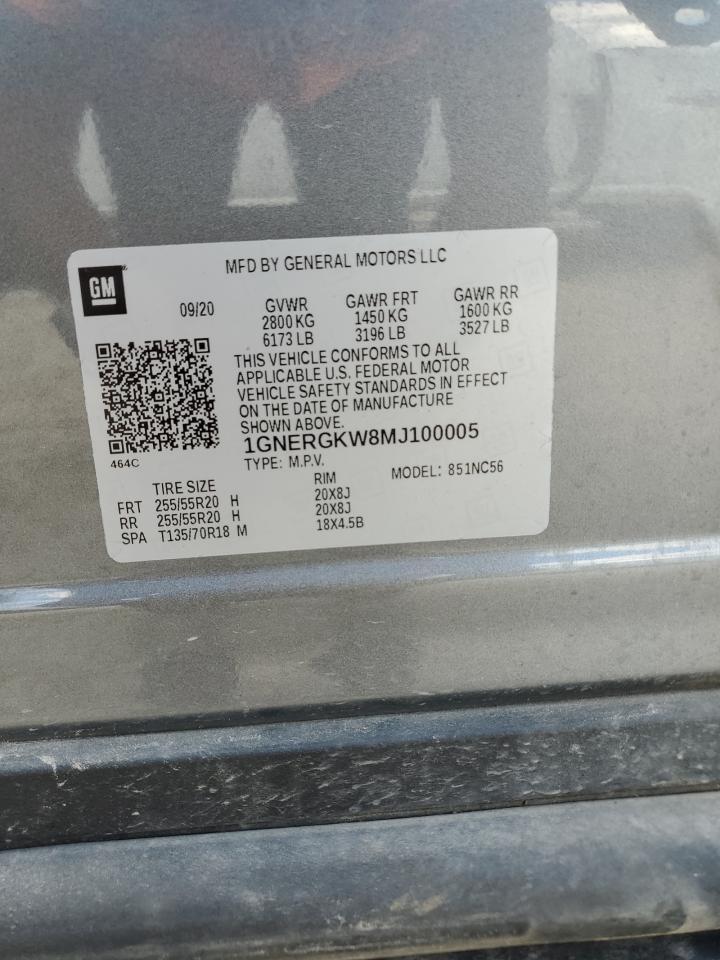 MFD BY GENERAL MOTORS LLC
GM
09/20
GVWR GAWR FRT GAWR RR
2800 KG 1450 KG 1600 KG
6173 LB 3196 LB 3527 LB
THIS VEHICLE CONFORMS TO ALL
APPLICABLE U.S. FEDERAL MOTOR
VEHICLE SAFETY STANDARDS IN EFFECT
ON THE DATE OF MANUFACTURE
SHOWN ABOVE.
1GNERGKW8MJ100005
464C
TYPE: M.P.V. MODEL: 851NC56
TIRE SIZE RIM
FRT 255/55R20 H 20X8J
RR 255/55R20 H 20X8J
SPA T135/70R18 M 18X4.5B